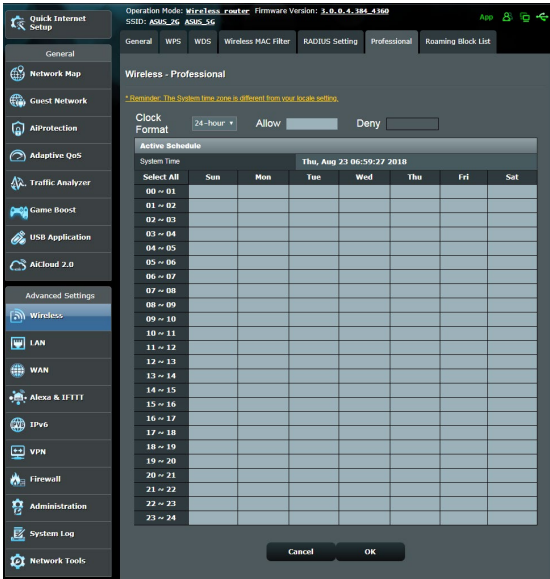 Quick Internet
Setup
Operation Mode: Wireless router Firmware Version: 3.0.0.4.384_4360
SSID: ASUS_2G ASUS_5G
App
General
WPS
WDS
Wireless MAC Filter
RADIUS Setting
Professional
Roaming Block List
General
Network Map
Guest Network
AiProtection
Adaptive QoS
Traffic Analyzer
Game Boost
USB Application
AiCloud 2.0
Advanced Settings
Wireless
LAN
WAN
Alexa & IFTTT
IPv6
VPN
Firewall
Administration
System Log
Network Tools
Wireless - Professional
* Reminder: The System time zone is different from your locale setting.
Clock
Format
24-hour
Allow
Deny
Active Schedule
System Time Thu, Aug 23 06:59:27 2018
Select All Sun Mon Tue Wed Thu Fri Sat
00 ~ 01
01 ~ 02
02 ~ 03
03 ~ 04
04 ~ 05
05 ~ 06
06 ~ 07
07 ~ 08
08 ~ 09
09 ~ 10
10 ~ 11
11 ~ 12
12 ~ 13
13 ~ 14
14 ~ 15
15 ~ 16
16 ~ 17
17 ~ 18
18 ~ 19
19 ~ 20
20 ~ 21
21 ~ 22
22 ~ 23
23 ~ 24
Cancel
OK